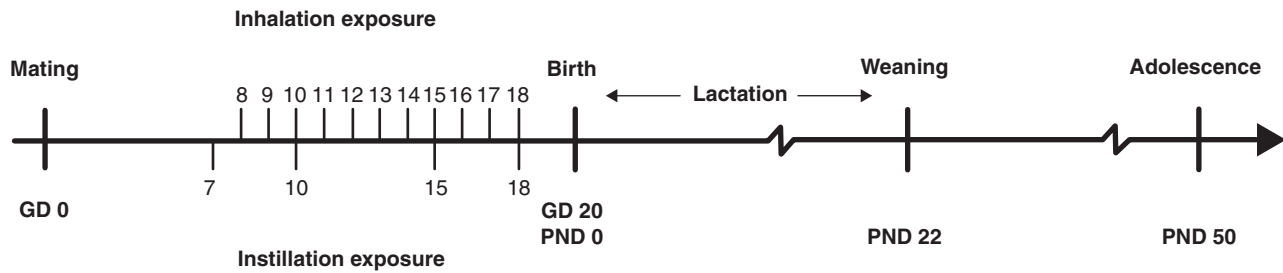 Inhalation exposure
Mating
Birth
Lactation
Weaning
Adolescence
8 9 10 11 12 13 14 15 16 17 18
7 10 15 18
GD 0
GD 20
PND 0
PND 22
PND 50
Instillation exposure